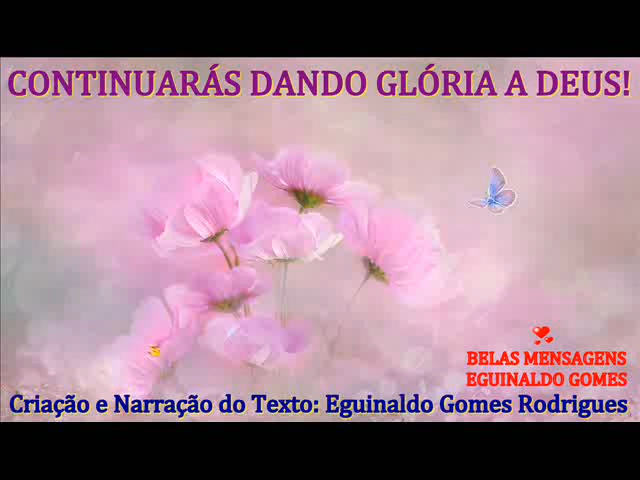 CONTINUARÁS DANDO GLÓRIA A DEUS!
BELAS MENSAGENS
EGUINALDO GOMES
Criação e Narração do Texto: Eguinaldo Gomes Rodrigues